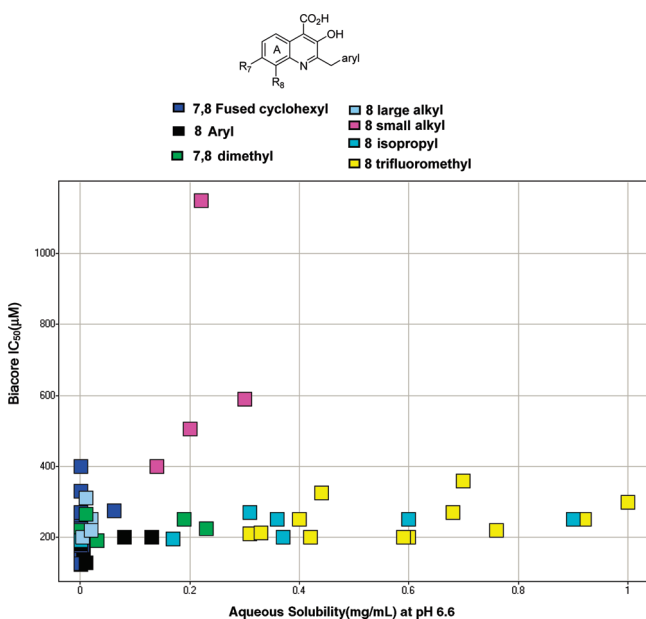 CO2H
OH
A
R7
N
aryl
R8
7,8 Fused cyclohexyl
8 Aryl
7,8 dimethyl
8 large alkyl
8 small alkyl
8 isopropyl
8 trifluoromethyl
Biacore IC50(μM)
1000
800
600
400
200
0 0.2 0.4 0.6 0.8 1
Aqueous Solubility(mg/mL) at pH 6.6